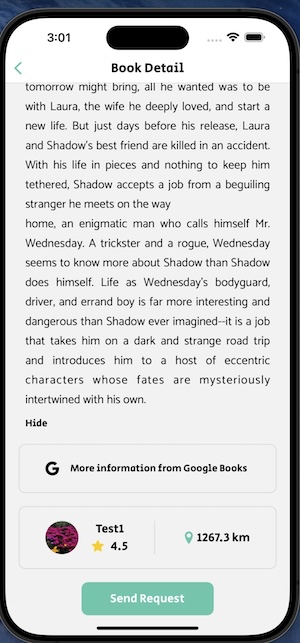 3:01
Book Detail
tomorrow might bring, all he wanted was to be
with Laura, the wife he deeply loved, and start a
new life. But just days before his release, Laura
and Shadow's best friend are killed in an accident.
With his life in pieces and nothing to keep him
tethered, Shadow accepts a job from a beguiling
stranger he meets on the way
home, an enigmatic man who calls himself Mr.
Wednesday. A trickster and a rogue, Wednesday
seems to know more about Shadow than Shadow
does himself. Life as Wednesday's bodyguard,
driver, and errand boy is far more interesting and
dangerous than Shadow ever imagined--it is a job
that takes him on a dark and strange road trip
and introduces him to a host of eccentric
characters whose fates are mysteriously
intertwined with his own.
Hide
G More information from Google Books
Test1
4.5
1267.3 km
Send Request